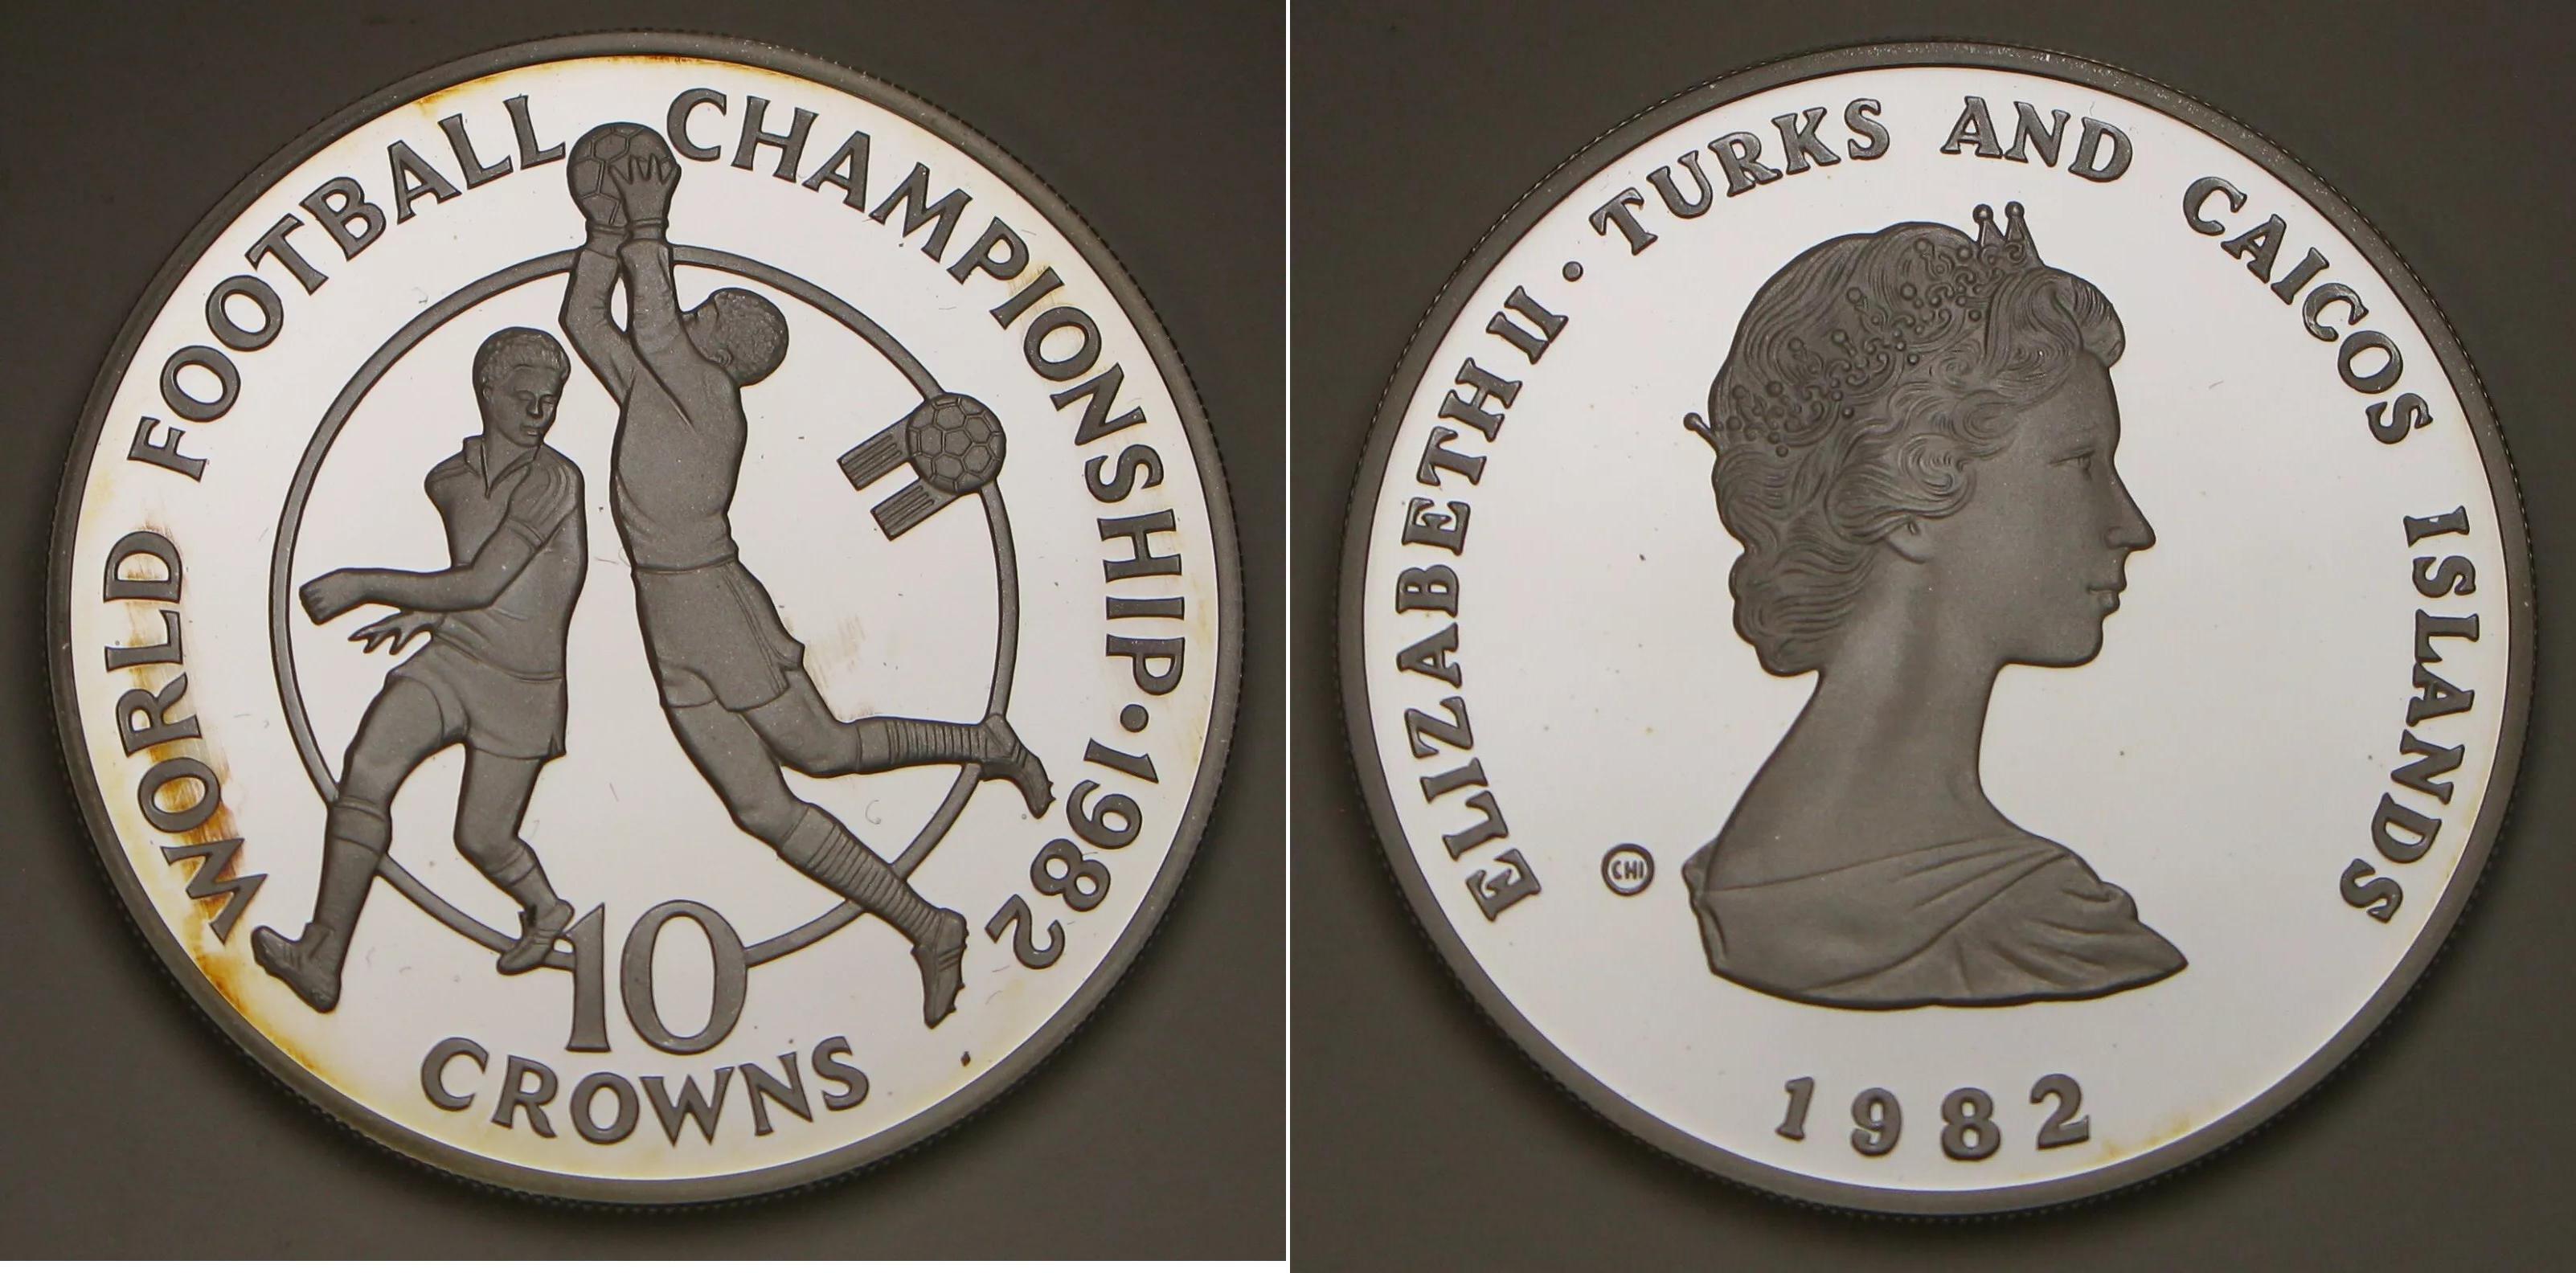 WORLD FOOTBALL CHAMPIONSHIP · 1982
10
CROWNS
ELIZABETH II · TURKS AND CAICOS ISLANDS
CHI
1982